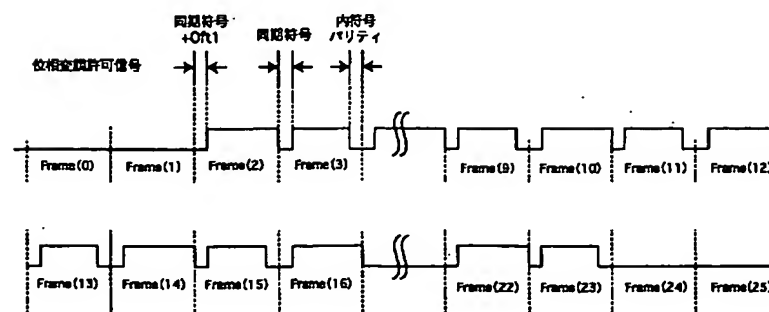 同期符号
+Oft1
同期符号
内符号
パリティ
位相変調許可信号
Frame(0) Frame(1) Frame(2) Frame(3) Frame(9) Frame(10) Frame(11) Frame(12)
Frame(13) Frame(14) Frame(15) Frame(16) Frame(22) Frame(23) Frame(24) Frame(25)